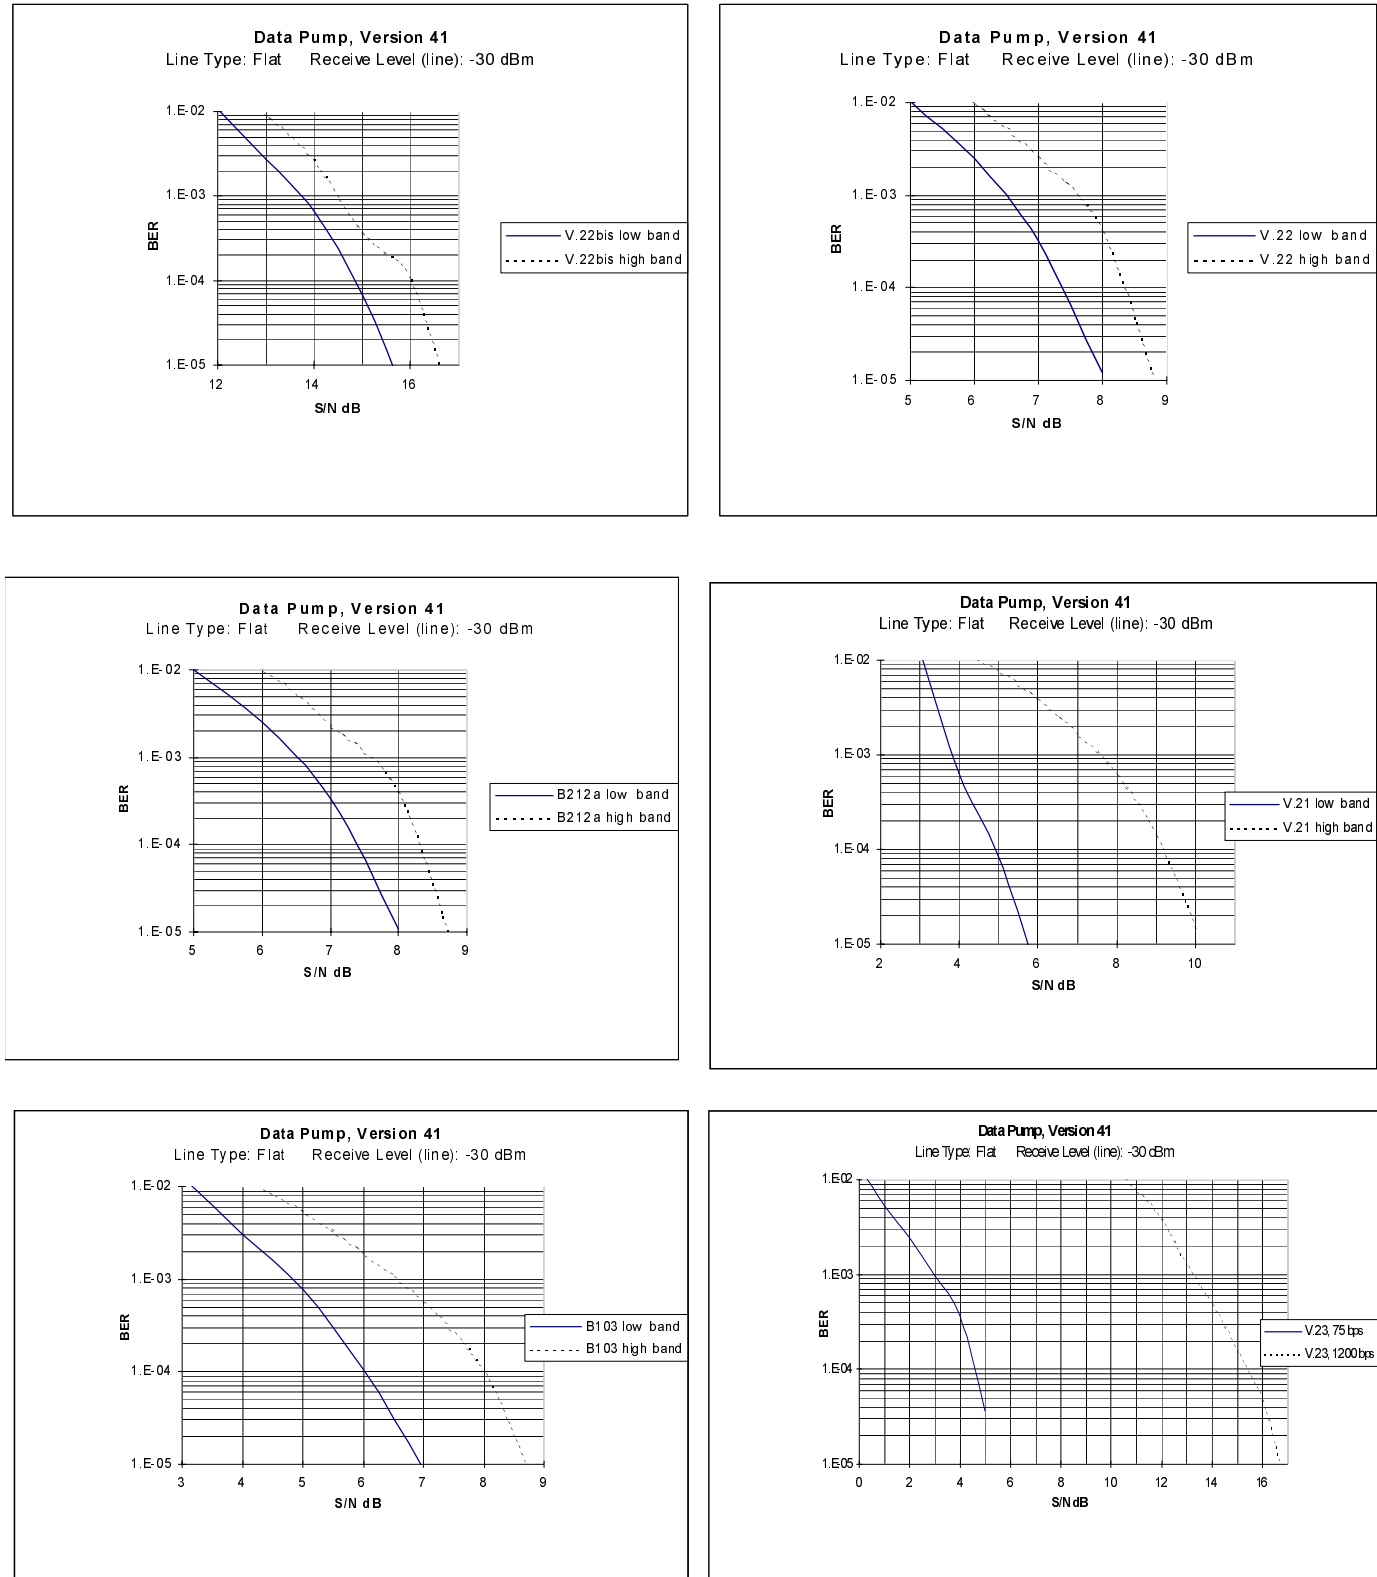 Data Pump, Version 41
Line Type: Flat Receive Level (line): -30 dBm
1.E-02
1.E-03
1.E-04
1.E-05
BER
12 14 16
S/N dB
V.22bis low band
V.22bis high band
Data Pump, Version 41
Line Type: Flat Receive Level (line): -30 dBm
1.E-02
1.E-03
1.E-04
1.E-05
BER
5 6 7 8 9
S/N dB
V.22 low band
V.22 high band
Data Pump, Version 41
Line Type: Flat Receive Level (line): -30 dBm
1.E-02
1.E-03
1.E-04
1.E-05
BER
5 6 7 8 9
S/N dB
B212a low band
B212a high band
Data Pump, Version 41
Line Type: Flat Receive Level (line): -30 dBm
1.E-02
1.E-03
1.E-04
1.E-05
BER
2 4 6 8 10
S/N dB
V.21 low band
V.21 high band
Data Pump, Version 41
Line Type: Flat Receive Level (line): -30 dBm
1.E-02
1.E-03
1.E-04
1.E-05
BER
3 4 5 6 7 8 9
S/N dB
B103 low band
B103 high band
Data Pump, Version 41
Line Type: Flat Receive Level (line): -30 dBm
1.E-02
1.E-03
1.E-04
1.E-05
BER
0 2 4 6 8 10 12 14 16
S/N dB
V.23, 75 bps
V.23, 1200 bps